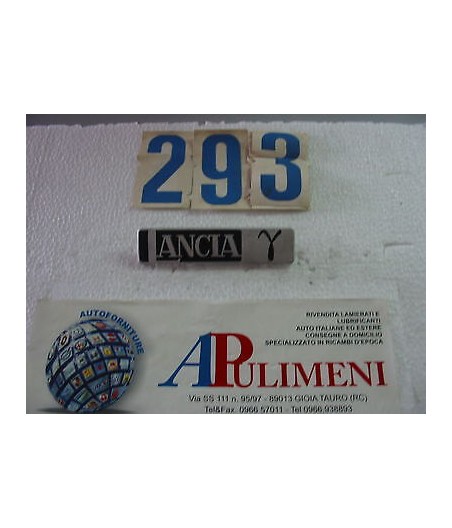 293
LANCIA γ
AUTOFORNITURE
RIVENDITA LAMIERATI E
LUBRIFICANTI
AUTO ITALIANE ED ESTERE
CONSEGNE A DOMICILIO
SPECIALIZZATO IN RICAMBI D'EPOCA
APULIMENI
Via SS 111 n. 95/97 - 89013 GIOIA TAURO (RC)
Tel&Fax. 0966 57011 - Tel 0966.938893